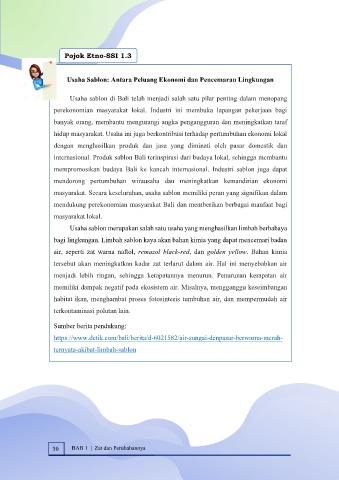 Pojok Etno-SSI 1.3
Usaha Sablon: Antara Peluang Ekonomi dan Pencemaran Lingkungan
Usaha sablon di Bali telah menjadi salah satu pilar penting dalam menopang
perekonomian masyarakat lokal. Industri ini membuka lapangan pekerjaan bagi
banyak orang, membantu mengurangi angka pengangguran dan meningkatkan taraf
hidup masyarakat. Usaha ini juga berkontribusi terhadap pertumbuhan ekonomi lokal
dengan menghasilkan produk dan jasa yang diminati oleh pasar domestik dan
internasional. Produk sablon Bali terinspirasi dari budaya lokal, sehingga membantu
mempromosikan budaya Bali ke kancah internasional. Industri sablon juga dapat
mendorong pertumbuhan wirausaha dan meningkatkan kemandirian ekonomi
masyarakat. Secara keseluruhan, usaha sablon memiliki peran yang signifikan dalam
mendukung perekonomian masyarakat Bali dan memberikan berbagai manfaat bagi
masyarakat lokal.
Usaha sablon merupakan salah satu usaha yang menghasilkan limbah berbahaya
bagi lingkungan. Limbah sablon kaya akan bahan kimia yang dapat mencemari badan
air, seperti zat warna naftol, remazol black-red, dan golden yellow. Bahan kimia
tersebut akan meningkatkan kadar zat terlarut dalam air. Hal ini menyebabkan air
menjadi lebih ringan, sehingga kerapatannya menurun. Penurunan kerapatan air
memiliki dampak negatif pada ekosistem air. Misalnya, mengganggu keseimbangan
habitat ikan, menghambat proses fotosintesis tumbuhan air, dan mempermudah air
terkontaminasi polutan lain.
Sumber berita pendukung:
https://www.detik.com/bali/berita/d-6021582/air-sungai-denpasar-berwarna-merah-
ternyata-akibat-limbah-sablon
30 BAB 1 | Zat dan Perubahannya